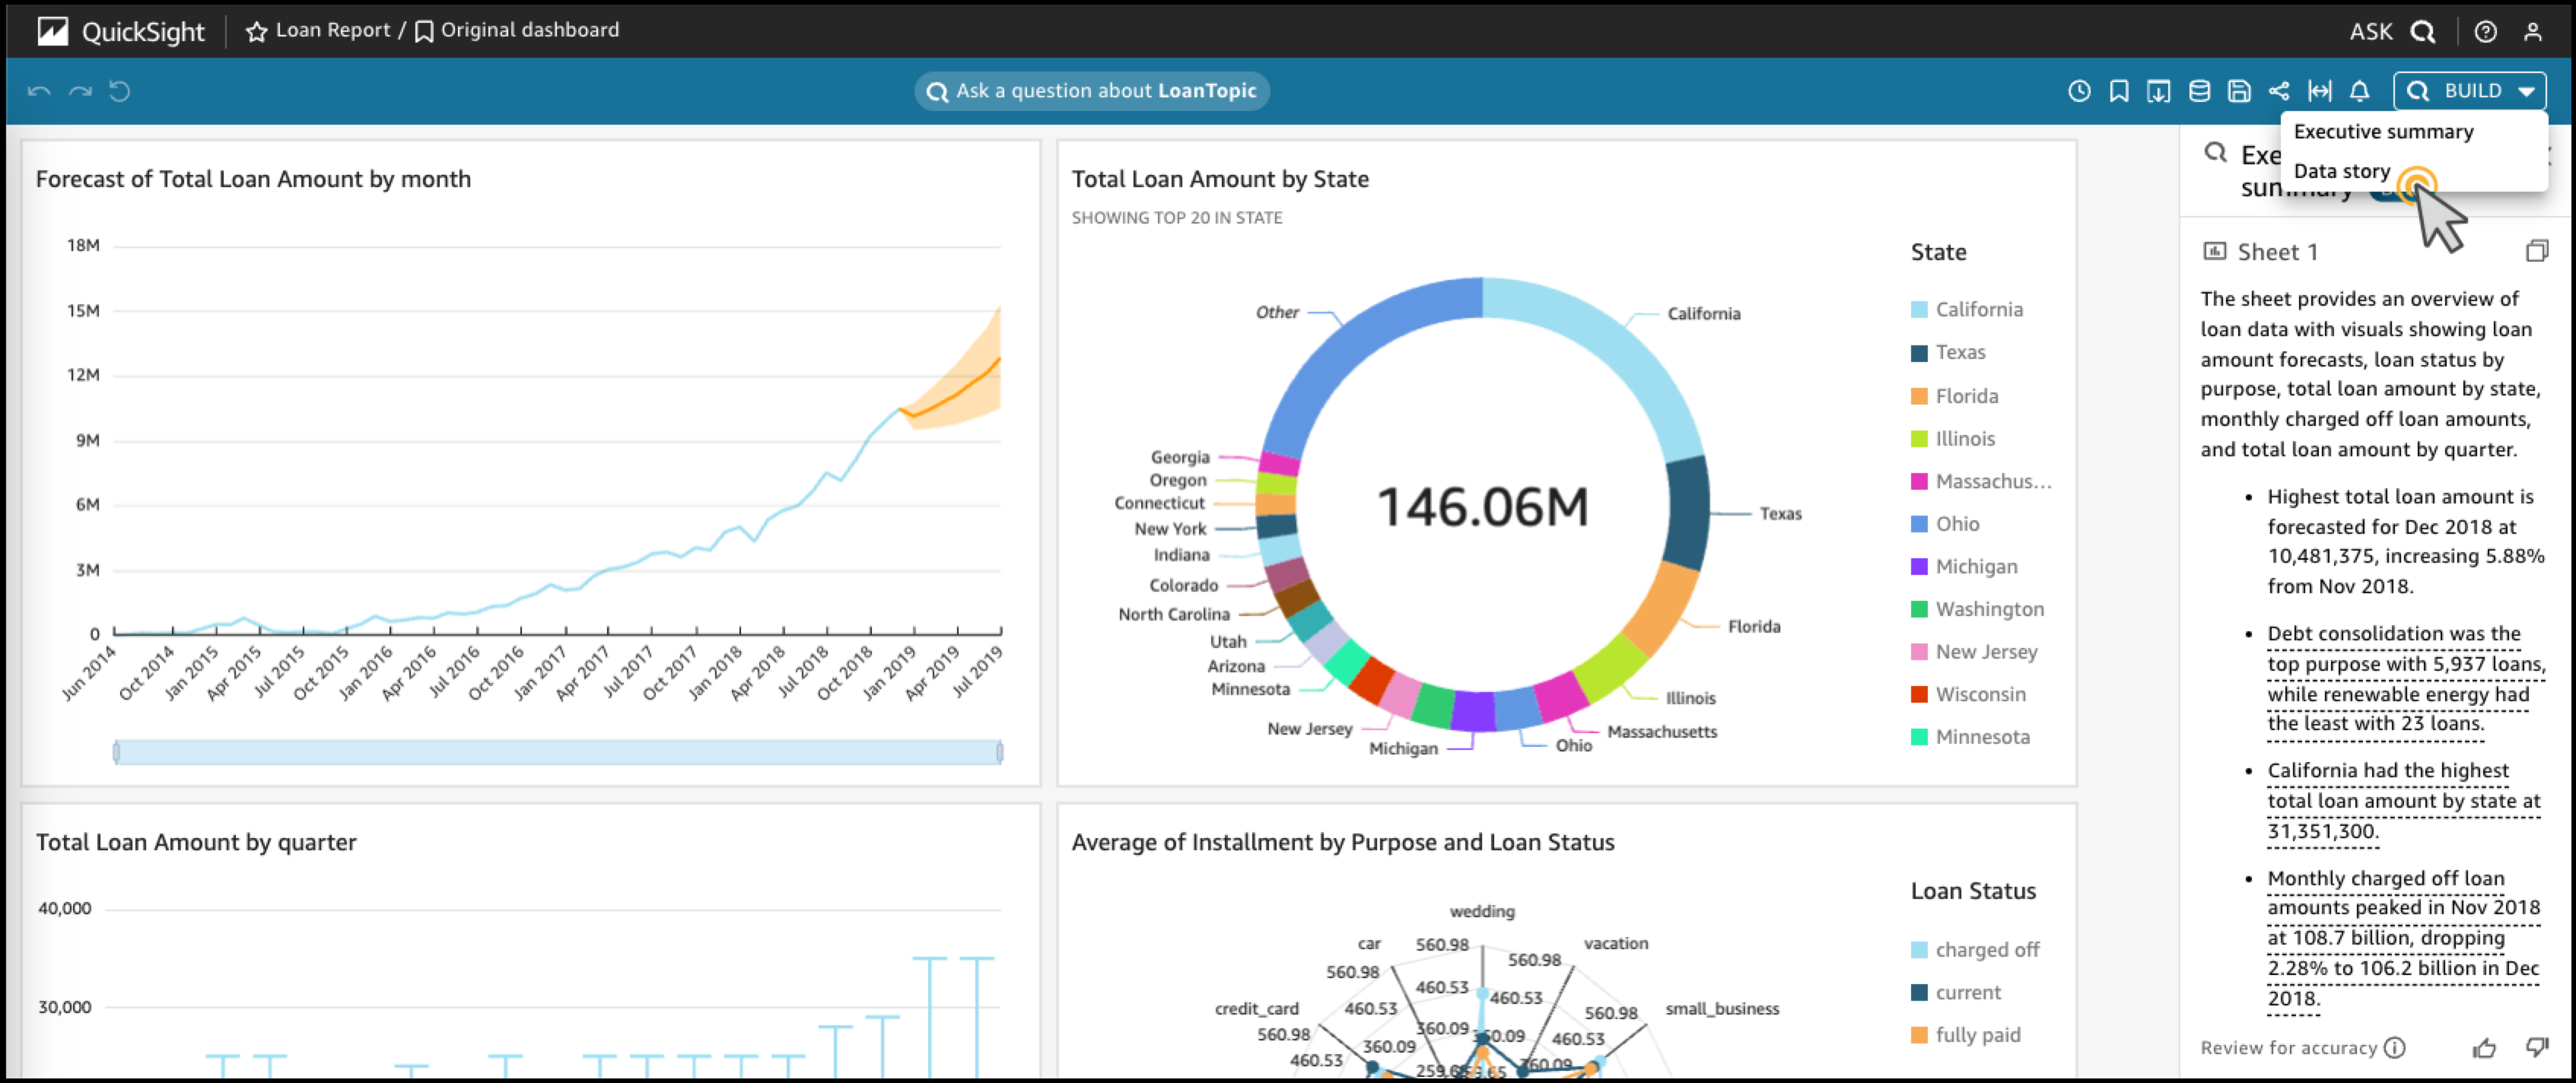 QuickSight
Loan Report / Original dashboard
ASK
Ask a question about LoanTopic
BUILD
Executive summary
Data story
Forecast of Total Loan Amount by month
18M
15M
12M
9M
6M
3M
0
Jun 2014
Oct 2014
Jan 2015
Apr 2015
Jul 2015
Oct 2015
Jan 2016
Apr 2016
Jul 2016
Oct 2016
Jan 2017
Apr 2017
Jul 2017
Oct 2017
Jan 2018
Apr 2018
Jul 2018
Oct 2018
Jan 2019
Apr 2019
Jul 2019
Total Loan Amount by State
SHOWING TOP 20 IN STATE
Other
California
Georgia
Oregon
Connecticut
New York
Indiana
Colorado
North Carolina
Utah
Arizona
Minnesota
New Jersey
Michigan
Ohio
Massachusetts
Illinois
Florida
Texas
146.06M
State
California
Texas
Florida
Illinois
Massachus...
Ohio
Michigan
Washington
New Jersey
Wisconsin
Minnesota
Total Loan Amount by quarter
40,000
30,000
Average of Installment by Purpose and Loan Status
wedding
car
560.98
vacation
560.98
560.98
460.53
460.53
credit_card
460.53
560.98
small_business
560.98
360.09
460.53
360.09
460.53
360.09
Loan Status
charged off
current
fully paid
Exe
summary
Sheet 1
The sheet provides an overview of
loan data with visuals showing loan
amount forecasts, loan status by
purpose, total loan amount by state,
monthly charged off loan amounts,
and total loan amount by quarter.
• Highest total loan amount is
forecasted for Dec 2018 at
10,481,375, increasing 5.88%
from Nov 2018.
• Debt consolidation was the
top purpose with 5,937 loans,
while renewable energy had
the least with 23 loans.
• California had the highest
total loan amount by state at
31,351,300.
• Monthly charged off loan
amounts peaked in Nov 2018
at 108.7 billion, dropping
2.28% to 106.2 billion in Dec
2018.
Review for accuracy